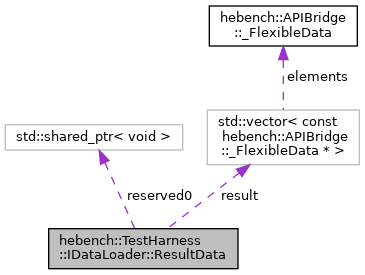 hebench::APIBridge
::_FlexibleData
elements
std::shared_ptr< void >
std::vector< const
hebench::APIBridge
::_FlexibleData * >
reserved0
result
hebench::TestHarness
::IDataLoader::ResultData